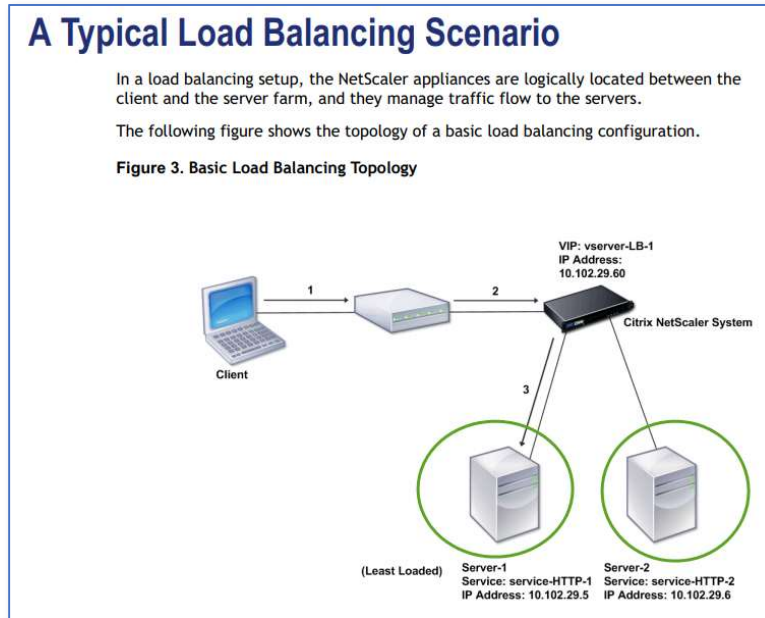 A Typical Load Balancing Scenario
In a load balancing setup, the NetScaler appliances are logically located between the
client and the server farm, and they manage traffic flow to the servers.
The following figure shows the topology of a basic load balancing configuration.
Figure 3. Basic Load Balancing Topology
VIP: vserver-LB-1
IP Address:
10.102.29.60
1
2
Citrix NetScaler System
Client
3
(Least Loaded)
Server-1
Service: service-HTTP-1
IP Address: 10.102.29.5
Server-2
Service: service-HTTP-2
IP Address: 10.102.29.6